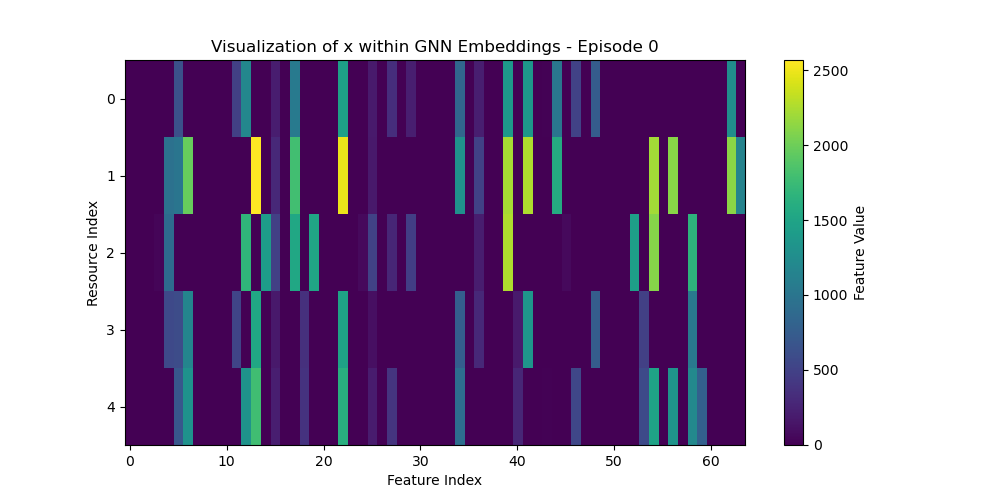 Visualization of x within GNN Embeddings - Episode 0
Resource Index
0
1
2
3
4
0 10 20 30 40 50 60
Feature Index
2500
2000
1500
1000
500
0
Feature Value